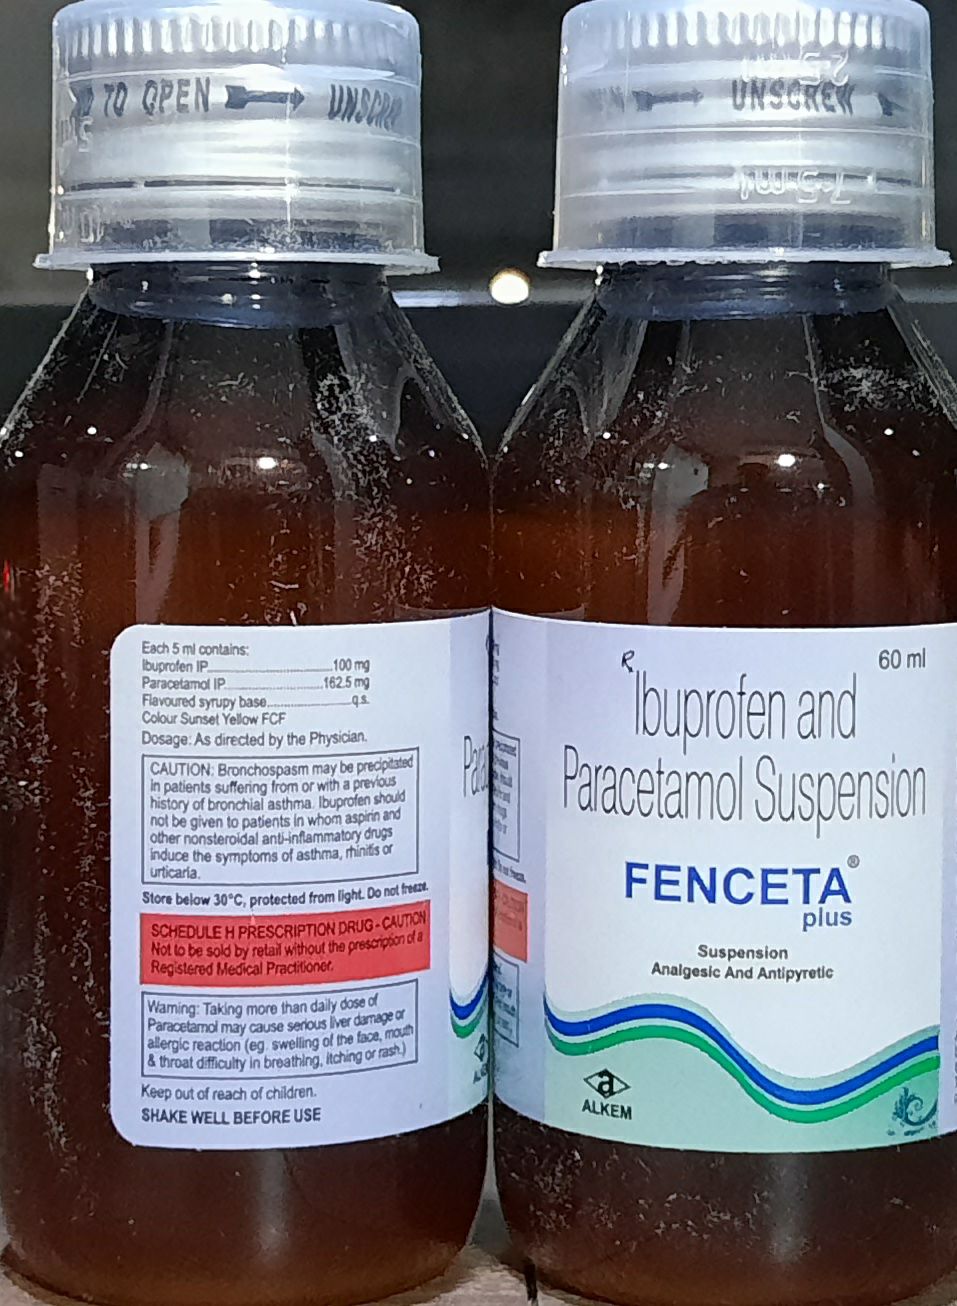 TO OPEN
UNSCREW
UNSCREW
7.5 ml
Each 5 ml contains:
Ibuprofen IP..............................100 mg
Paracetamol IP........................162.5 mg
Flavoured syrupy base....................q.s.
Colour Sunset Yellow FCF
Dosage: As directed by the Physician.
CAUTION: Bronchospasm may be precipitated
in patients suffering from or with a previous
history of bronchial asthma. Ibuprofen should
not be given to patients in whom aspirin and
other nonsteroidal anti-inflammatory drugs
induce the symptoms of asthma, rhinitis or
urticaria.
Store below 30°C, protected from light. Do not freeze.
SCHEDULE H PRESCRIPTION DRUG - CAUTION
Not to be sold by retail without the prescription of a
Registered Medical Practitioner.
Warning: Taking more than daily dose of
Paracetamol may cause serious liver damage or
allergic reaction (eg. swelling of the face, mouth
& throat difficulty in breathing, itching or rash.)
Keep out of reach of children.
SHAKE WELL BEFORE USE
60 ml
Rx
Ibuprofen and
Paracetamol Suspension
FENCETA®
plus
Suspension
Analgesic And Antipyretic
a
ALKEM